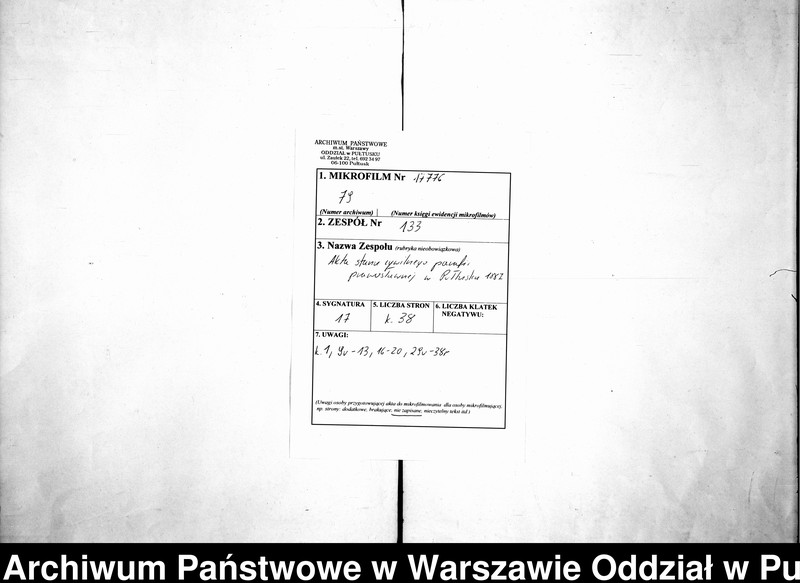 ARCHIWUM PAŃSTWOWE
m.st. Warszawy
ODDZIAŁ w PUŁTUSKU
ul. Zaułek 22, tel. 692 34 97
06-100 Pułtusk
1. MIKROFILM Nr 17776
79
(Numer archiwum) (Numer księgi ewidencji mikrofilmów)
2. ZESPÓŁ Nr 133
3. Nazwa Zespołu (rubryka nieobowiązkowa)
Akta stanu cywilnego parafii
prawosławnej w Pułtusku 1882
4. SYGNATURA 5. LICZBA STRON 6. LICZBA KLATEK
NEGATYWU:
17 k. 38
7. UWAGI:
k. 1, 9v-13, 16-20, 29v-38r
(Uwagi osoby przygotowującej akta do mikrofilmowania dla osoby mikrofilmującej,
np. strony: dodatkowe, brakujące, nie zapisane, nieczytelny tekst itd.)
Archiwum Państwowe w Warszawie Oddział w Pu